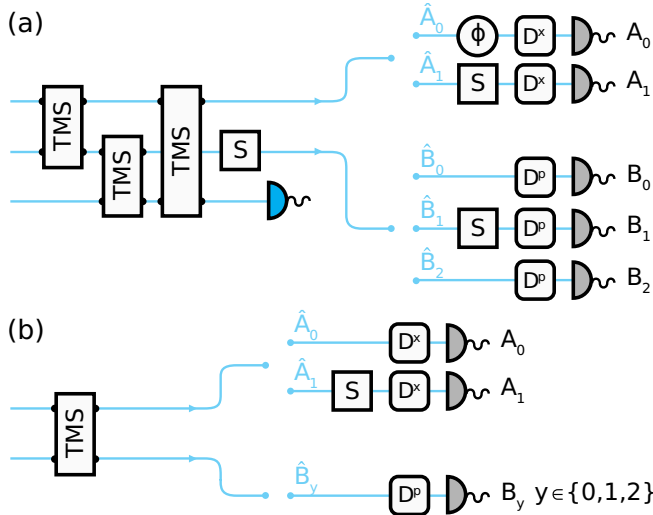 (a)
TMS
TMS
TMS
S
Â₀ ϕ Dˣ A₀
Â₁ S Dˣ A₁
B̂₀ Dᵖ B₀
B̂₁ S Dᵖ B₁
B̂₂ Dᵖ B₂
(b)
TMS
Â₀ Dˣ A₀
Â₁ S Dˣ A₁
B̂y Dᵖ By y∈{0,1,2}